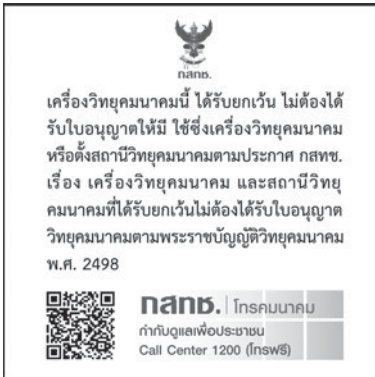 กสทช.
เครื่องวิทยุคมนาคมนี้ ได้รับยกเว้น ไม่ต้องได้
รับใบอนุญาตให้มี ใช้ซึ่งเครื่องวิทยุคมนาคม
หรือตั้งสถานีวิทยุคมนาคมตามประกาศ กสทช.
เรื่อง เครื่องวิทยุคมนาคม และสถานีวิทยุ
คมนาคมที่ได้รับยกเว้นไม่ต้องได้รับใบอนุญาต
วิทยุคมนาคมตามพระราชบัญญัติวิทยุคมนาคม
พ.ศ. 2498
กสทช. | โทรคมนาคม
กำกับดูแลเพื่อประชาชน
Call Center 1200 (โทรฟรี)